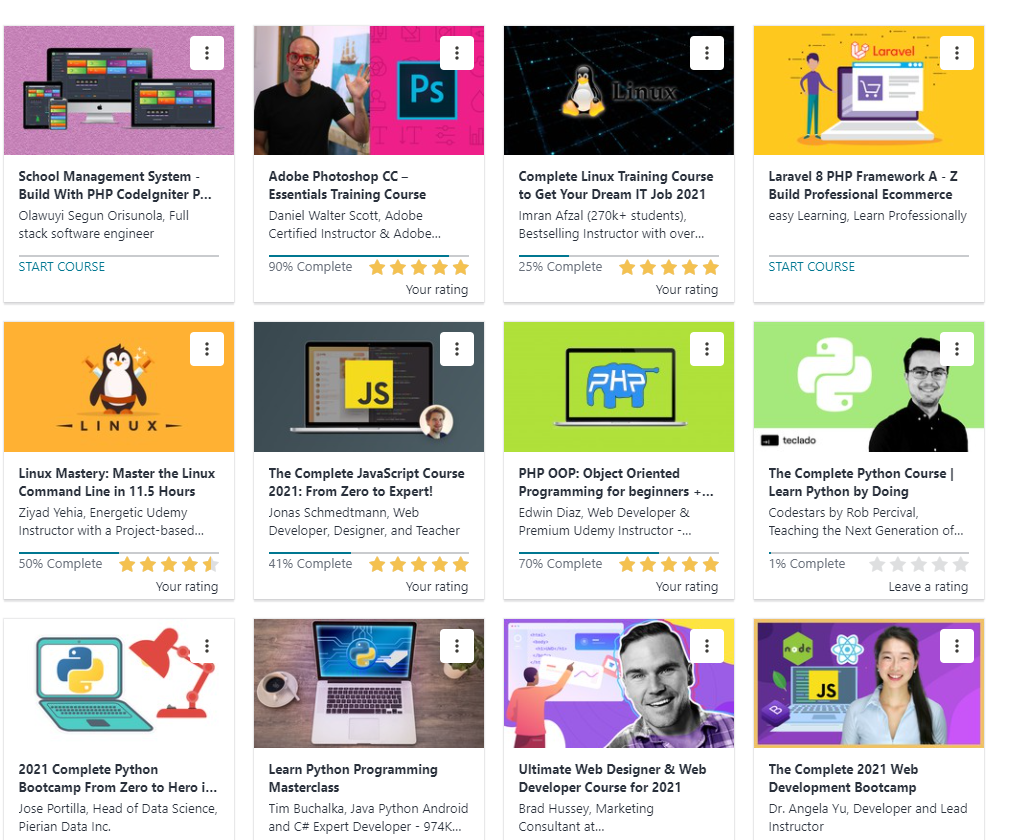 Ps
Linux
Laravel
School Management System -
Build With PHP CodeIgniter P...
Olawuyi Segun Orisunola, Full
stack software engineer
START COURSE
Adobe Photoshop CC –
Essentials Training Course
Daniel Walter Scott, Adobe
Certified Instructor & Adobe...
90% Complete
Your rating
Complete Linux Training Course
to Get Your Dream IT Job 2021
Imran Afzal (270k+ students),
Bestselling Instructor with over...
25% Complete
Your rating
Laravel 8 PHP Framework A - Z
Build Professional Ecommerce
easy Learning, Learn Professionally
START COURSE
LINUX
JS
PHP
teclado
Linux Mastery: Master the Linux
Command Line in 11.5 Hours
Ziyad Yehia, Energetic Udemy
Instructor with a Project-based...
50% Complete
Your rating
The Complete JavaScript Course
2021: From Zero to Expert!
Jonas Schmedtmann, Web
Developer, Designer, and Teacher
41% Complete
Your rating
PHP OOP: Object Oriented
Programming for beginners +...
Edwin Diaz, Web Developer &
Premium Udemy Instructor -...
70% Complete
Your rating
The Complete Python Course |
Learn Python by Doing
Codestars by Rob Percival,
Teaching the Next Generation of...
1% Complete
Leave a rating
node
JS
B
2021 Complete Python
Bootcamp From Zero to Hero i...
Jose Portilla, Head of Data Science,
Pierian Data Inc.
Learn Python Programming
Masterclass
Tim Buchalka, Java Python Android
and C# Expert Developer - 974K...
Ultimate Web Designer & Web
Developer Course for 2021
Brad Hussey, Marketing
Consultant at...
The Complete 2021 Web
Development Bootcamp
Dr. Angela Yu, Developer and Lead
Instructor